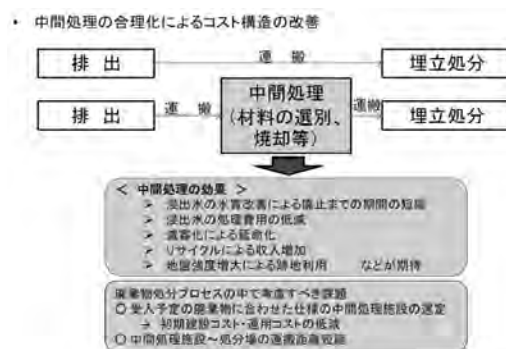 ・ 中間処理の合理化によるコスト構造の改善
排 出 運 搬 埋立処分
排 出 運 搬 中間処理 運搬 埋立処分
(材料の選別、
焼却等)
＜ 中間処理の効果 ＞
➢ 浸出水の水質改善による廃止までの期間の短縮
➢ 浸出水の処理費用の低減
➢ 減容化による延命化
➢ リサイクルによる収入増加
➢ 地盤強度増大による跡地利用 などが期待
廃棄物処分プロセスの中で考慮すべき課題
○ 受入予定の廃棄物に合わせた仕様の中間処理施設の選定
→ 初期建設コスト・運用コストの低減
○ 中間処理施設～処分場の運搬距離短縮